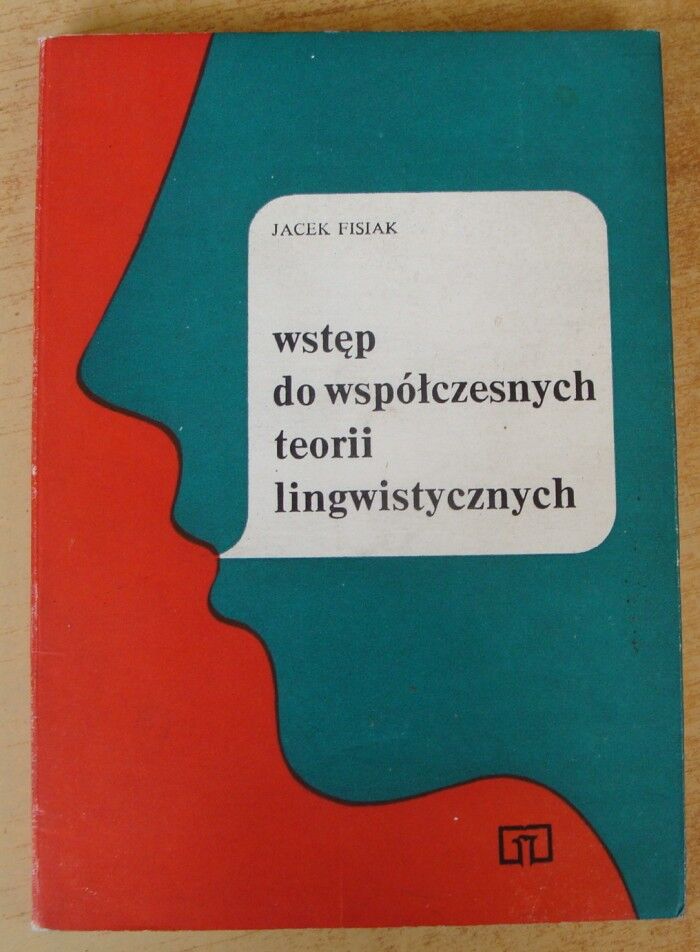 JACEK FISIAK
wstęp
do współczesnych
teorii
lingwistycznych